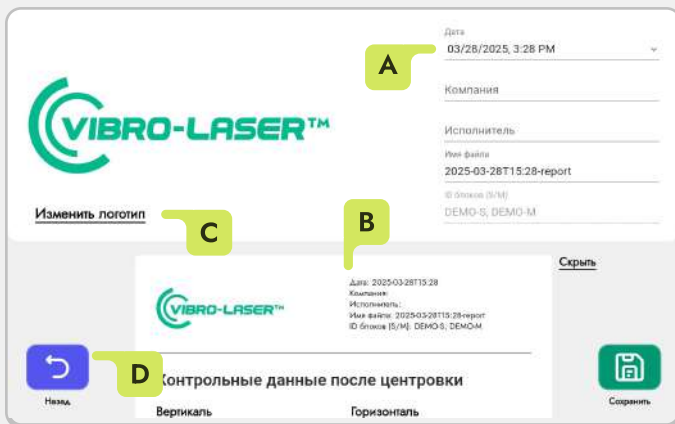 Дата
03/28/2025, 3:28 PM
A
Компания
VIBRO-LASER™
Исполнитель
Имя файла
2025-03-28T15:28-report
ID блоков (S/M)
DEMO-S, DEMO-M
Изменить логотип
C
B
Скрыть
VIBRO-LASER™
Дата: 2025-03-28T15:28
Компания:
Исполнитель:
Имя файла: 2025-03-28T15:28-report
ID блоков (S/M): DEMO-S, DEMO-M
D
Контрольные данные после центровки
Назад
Сохранить
Вертикаль
Горизонталь